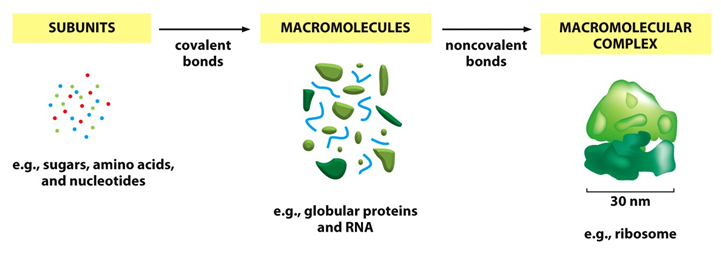 SUBUNITS
covalent
bonds
MACROMOLECULES
noncovalent
bonds
MACROMOLECULAR
COMPLEX
e.g., sugars, amino acids,
and nucleotides
e.g., globular proteins
and RNA
30 nm
e.g., ribosome